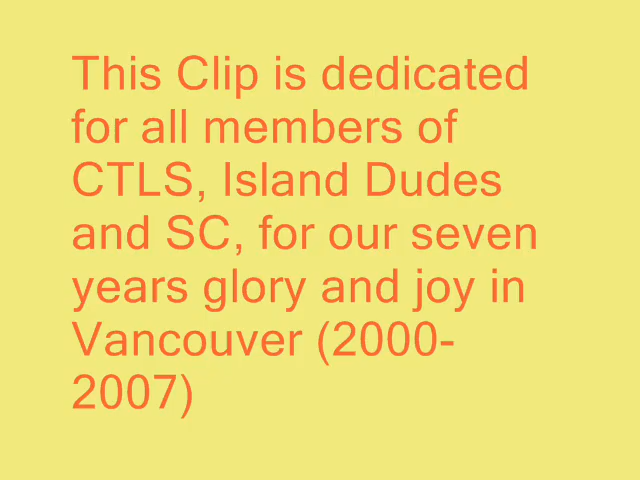 This Clip is dedicated
for all members of
CTLS, Island Dudes
and SC, for our seven
years glory and joy in
Vancouver (2000-
2007)